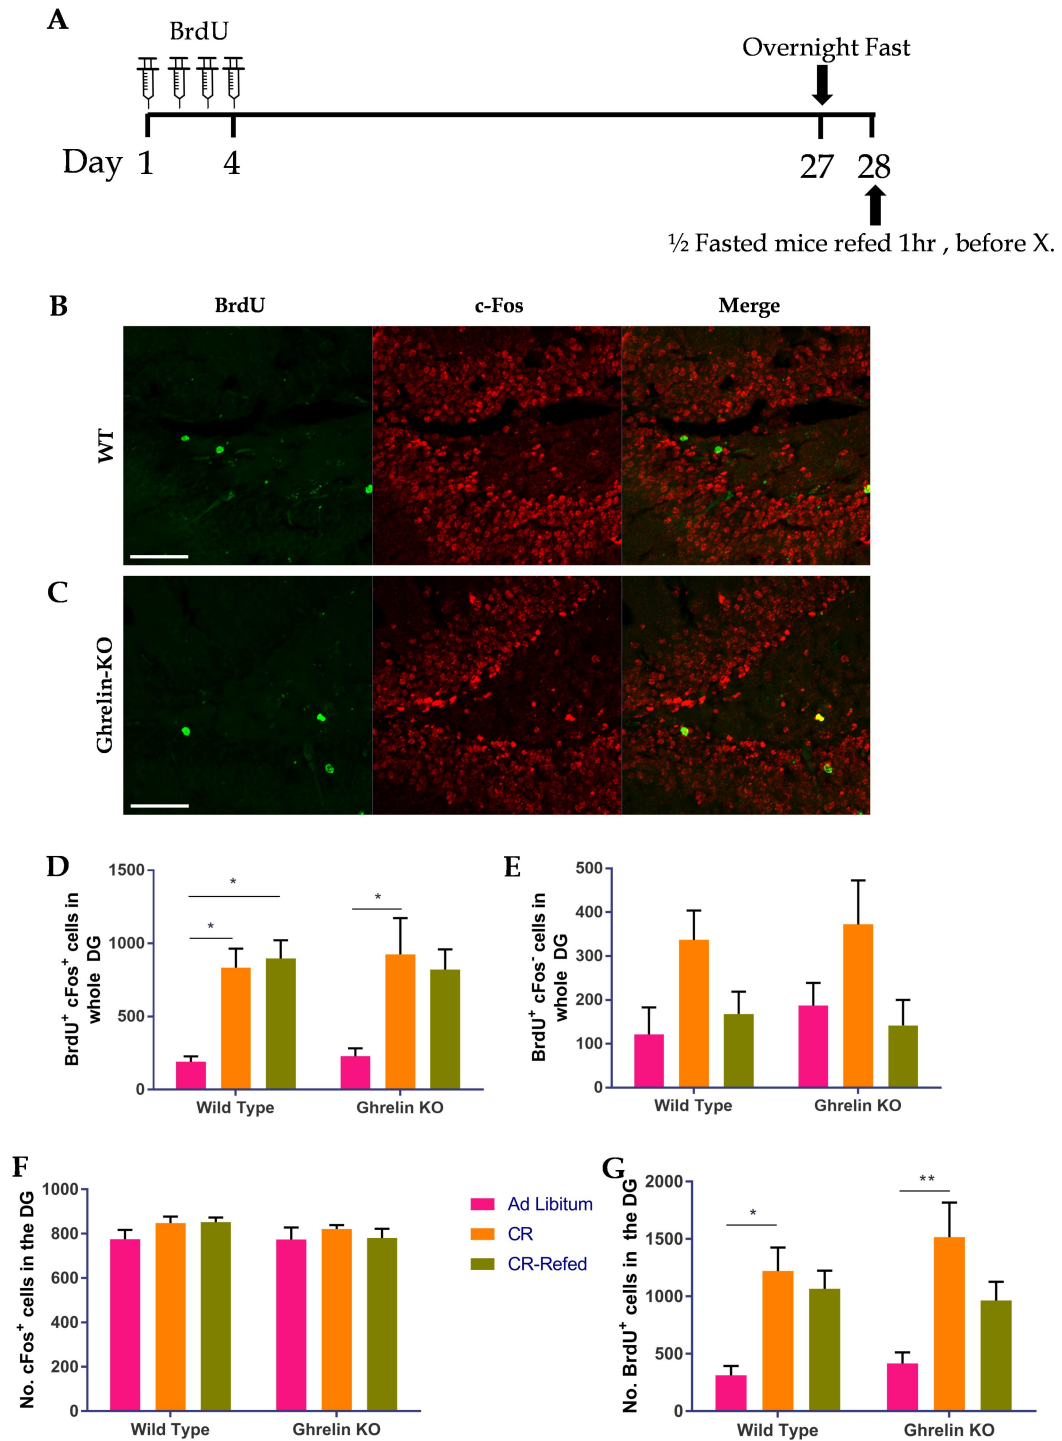 A
BrdU
Overnight Fast
Day 1 4 27 28
½ Fasted mice refed 1hr , before X.
B BrdU c-Fos Merge
WT
C
Ghrelin-KO
D
BrdU⁺ cFos⁺ cells in
whole DG
1500
1000
500
0
* * *
Wild Type Ghrelin KO
E
BrdU⁺ cFos⁻ cells in
whole DG
500
400
300
200
100
0
Wild Type Ghrelin KO
F
No. cFos⁺ cells in the DG
1000
800
600
400
200
0
Wild Type Ghrelin KO
Ad Libitum
CR
CR-Refed
G
No. BrdU⁺ cells in the DG
2000
1500
1000
500
0
* **
Wild Type Ghrelin KO